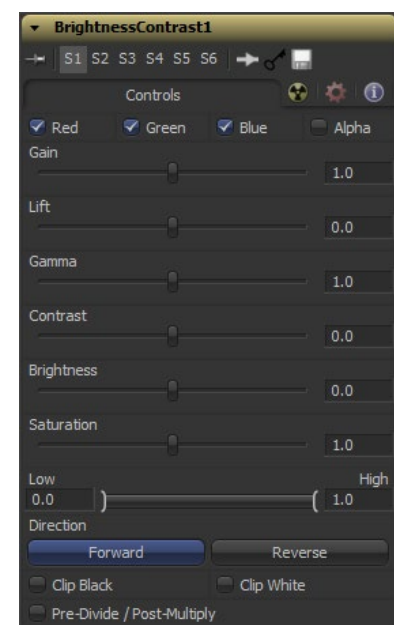 BrightnessContrast1
S1 S2 S3 S4 S5 S6
Controls
Red Green Blue Alpha
Gain
1.0
Lift
0.0
Gamma
1.0
Contrast
0.0
Brightness
0.0
Saturation
1.0
Low High
0.0 1.0
Direction
Forward Reverse
Clip Black Clip White
Pre-Divide / Post-Multiply